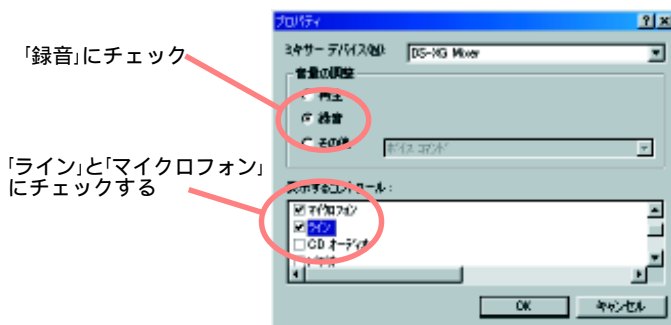 プロパティ
ミキサー デバイス(M):
DS-XG Mixer
「録音」にチェック
音量の調整
再生
録音
その他
ボイス コマンド
「ライン」と「マイクロフォン」
にチェックする
表示するコントロール:
マイクロフォン
ライン
CD オーディオ
OK
キャンセル